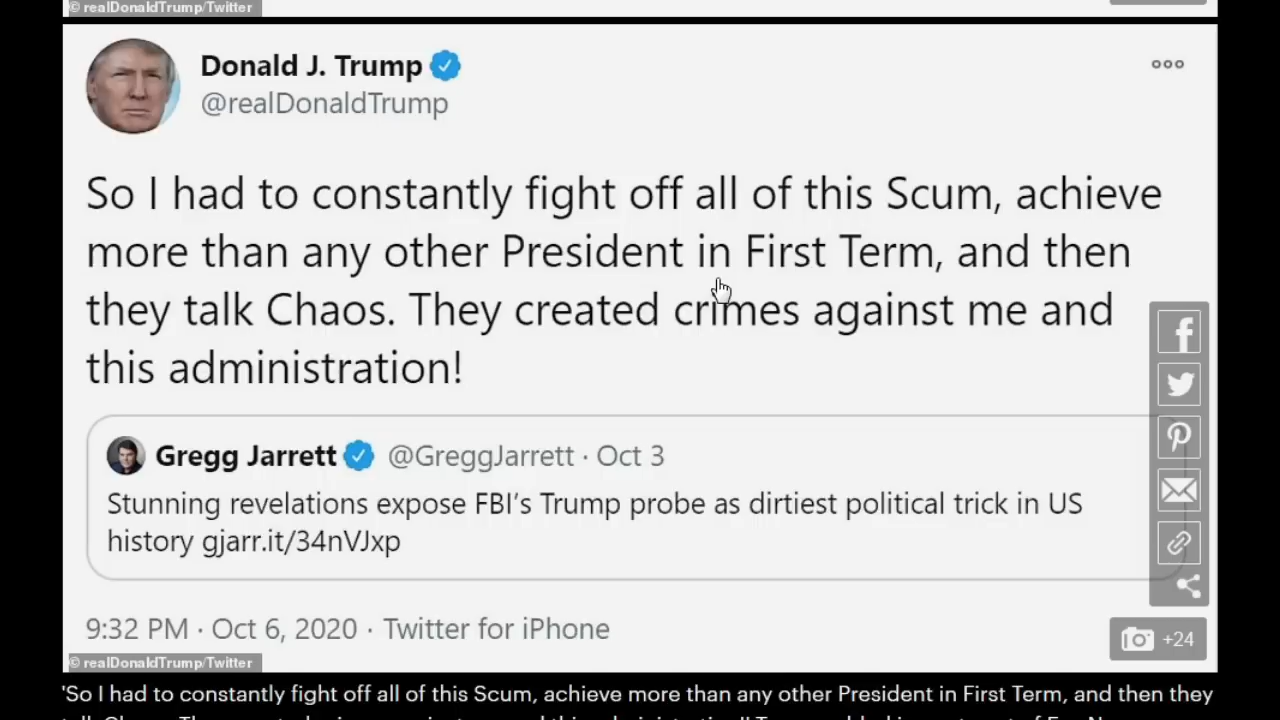 © realDonaldTrump/Twitter
Donald J. Trump
@realDonaldTrump
So I had to constantly fight off all of this Scum, achieve
more than any other President in First Term, and then
they talk Chaos. They created crimes against me and
this administration!
Gregg Jarrett @GreggJarrett · Oct 3
Stunning revelations expose FBI's Trump probe as dirtiest political trick in US
history gjarr.it/34nVJxp
9:32 PM · Oct 6, 2020 · Twitter for iPhone
+24
© realDonaldTrump/Twitter
'So I had to constantly fight off all of this Scum, achieve more than any other President in First Term, and then they